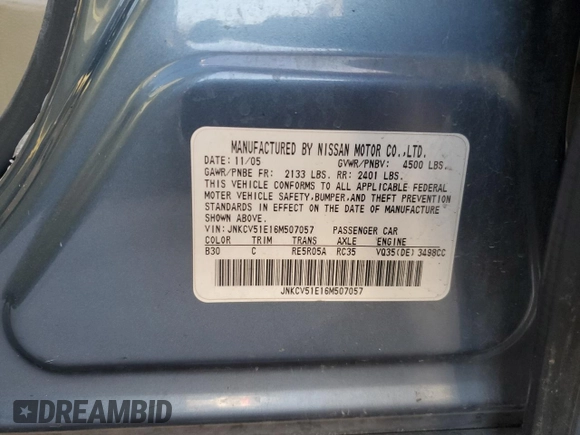 MANUFACTURED BY NISSAN MOTOR CO.,LTD.
DATE: 11/05 GVWR/PNBV: 4500 LBS.
GAWR/PNBE FR: 2133 LBS. RR: 2401 LBS.
THIS VEHICLE CONFORMS TO ALL APPLICABLE FEDERAL
MOTOR VEHICLE SAFETY,BUMPER,AND THEFT PREVENTION
STANDARDS IN EFFECT ON THE DATE OF MANUFACTURE
SHOWN ABOVE.
VIN:JNKCV51E16M507057 PASSENGER CAR
COLOR TRIM TRANS AXLE ENGINE
B30 C RE5R05A RC35 VQ35(DE) 3498CC
JNKCV51E16M507057
DREAMBID